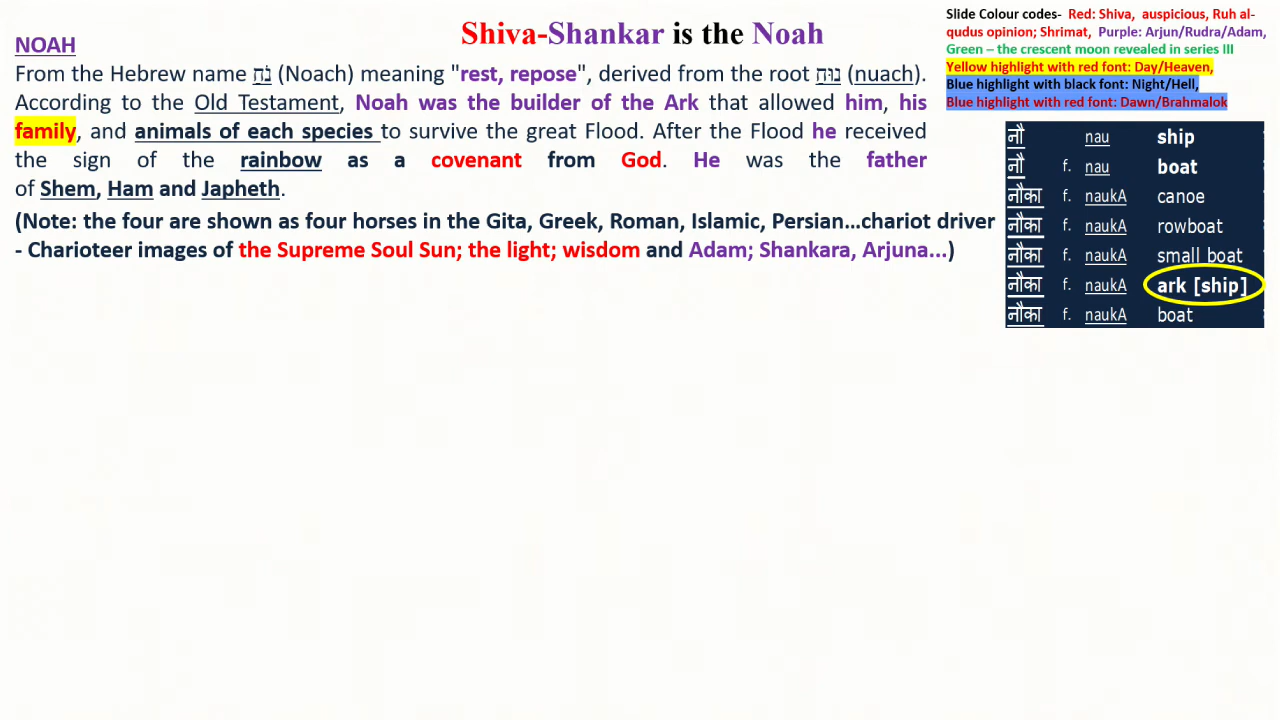 Shiva-Shankar is the Noah
Slide Colour codes- Red: Shiva, auspicious, Ruh al-
qudus opinion; Shrimat, Purple: Arjun/Rudra/Adam,
Green – the crescent moon revealed in series III
Yellow highlight with red font: Day/Heaven,
Blue highlight with black font: Night/Hell,
Blue highlight with red font: Dawn/Brahmalok
NOAH
From the Hebrew name נֹחַ (Noach) meaning "rest, repose", derived from the root נוּחַ (nuach).
According to the Old Testament, Noah was the builder of the Ark that allowed him, his
family, and animals of each species to survive the great Flood. After the Flood he received
the sign of the rainbow as a covenant from God. He was the father
of Shem, Ham and Japheth.
(Note: the four are shown as four horses in the Gita, Greek, Roman, Islamic, Persian…chariot driver
- Charioteer images of the Supreme Soul Sun; the light; wisdom and Adam; Shankara, Arjuna...)
नौ nau ship
नौ f. nau boat
नौका f. naukA canoe
नौका f. naukA rowboat
नौका f. naukA small boat
नौका f. naukA ark [ship]
नौका f. naukA boat